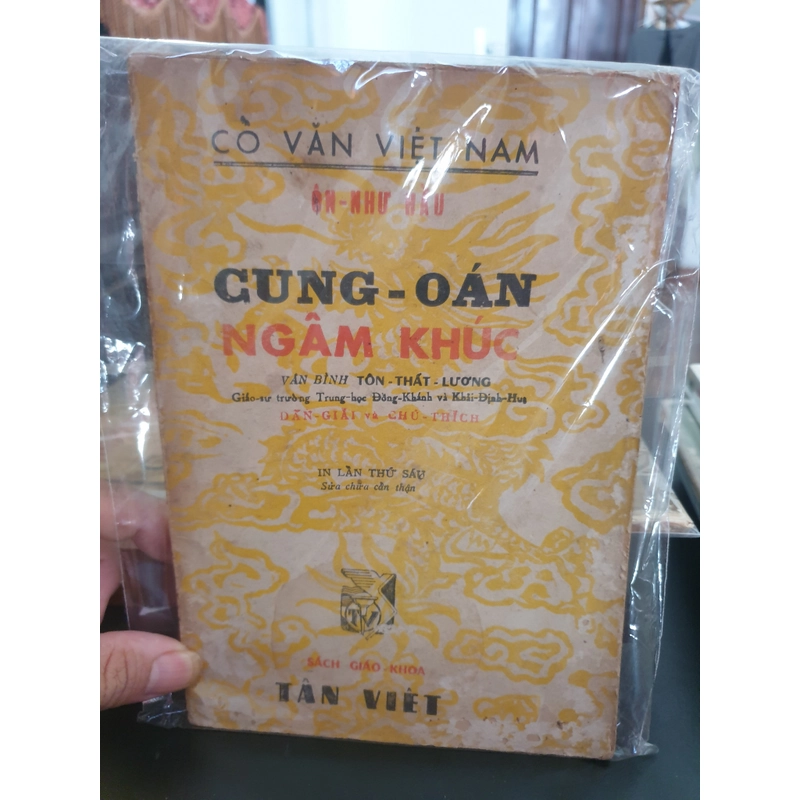 CỔ VĂN VIỆT NAM
ÔN-NHƯ HẦU
CUNG-OÁN
NGÂM KHÚC
VÂN BÌNH TÔN-THẤT-LƯƠNG
Giáo-sư trường Trung-học Đồng-Khánh và Khải-Định-Huế
DẪN-GIẢI và CHÚ-THÍCH
IN LẦN THỨ SÁU
Sửa chữa cẩn thận
TV
SÁCH GIÁO-KHOA
TÂN VIỆT